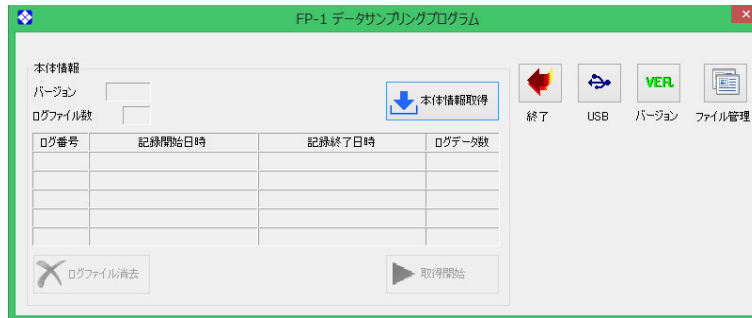 FP-1 データサンプリングプログラム
本体情報
バージョン
ログファイル数
本体情報取得
ログ番号 記録開始日時 記録終了日時 ログデータ数
ログファイル消去
取得開始
VER.
終了 USB バージョン ファイル管理